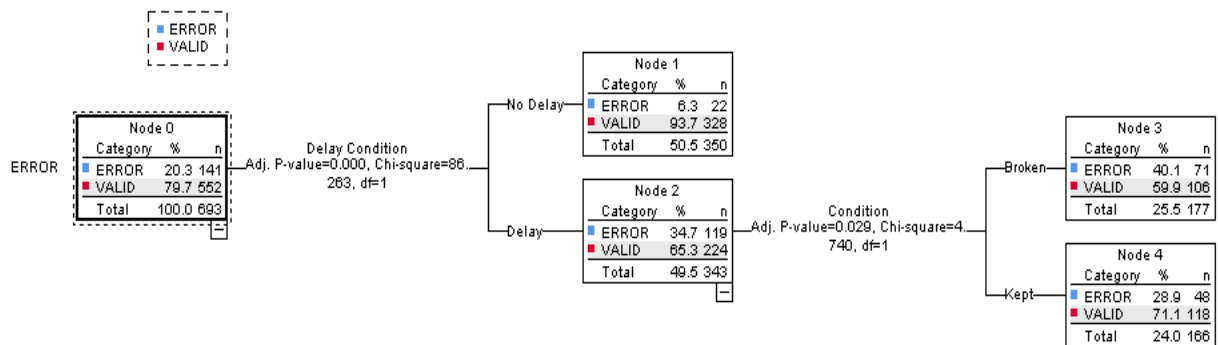 ERROR
VALID
ERROR
Node 0
Category % n
ERROR 20.3 141
VALID 79.7 552
Total 100.0 693
Delay Condition
Adj. P-value=0.000, Chi-square=86.
263, df=1
No Delay
Node 1
Category % n
ERROR 6.3 22
VALID 93.7 328
Total 50.5 350
Delay
Node 2
Category % n
ERROR 34.7 119
VALID 65.3 224
Total 49.5 343
Condition
Adj. P-value=0.029, Chi-square=4.
740, df=1
Broken
Node 3
Category % n
ERROR 40.1 71
VALID 59.9 106
Total 25.5 177
Kept
Node 4
Category % n
ERROR 28.9 48
VALID 71.1 118
Total 24.0 166